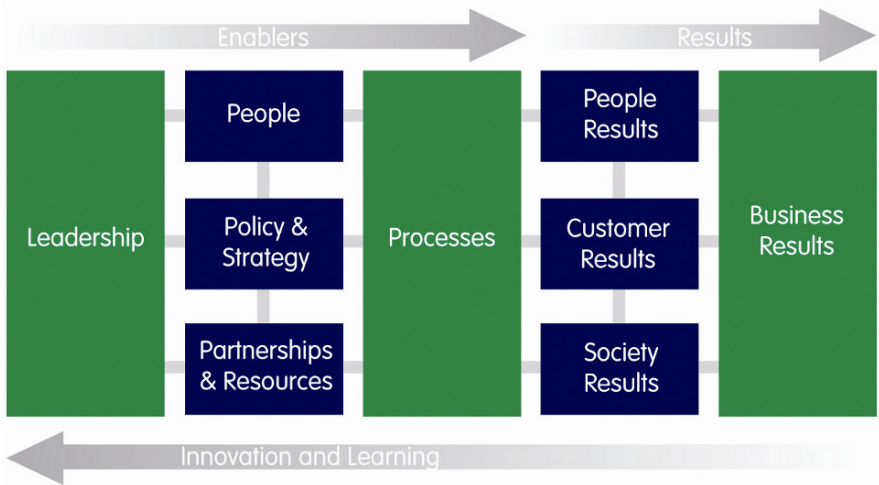 Enablers
Results
Leadership
People
Policy &
Strategy
Partnerships
& Resources
Processes
People
Results
Customer
Results
Society
Results
Business
Results
Innovation and Learning